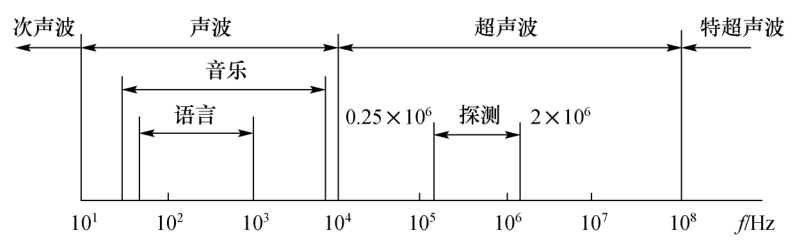 次声波 声波 超声波 特超声波
音乐
语言 0.25×10⁶ 探测 2×10⁶
10¹ 10² 10³ 10⁴ 10⁵ 10⁶ 10⁷ 10⁸ f/Hz